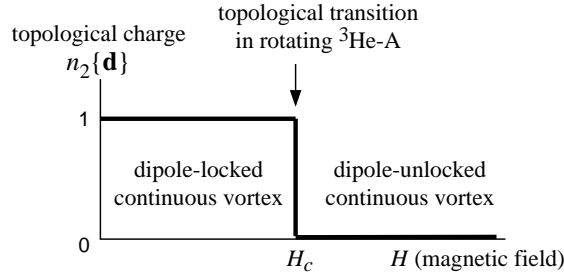 topological transition
in rotating ³He-A
topological charge
n₂{d}
1
dipole-locked
continuous vortex
dipole-unlocked
continuous vortex
0
H_c
H (magnetic field)